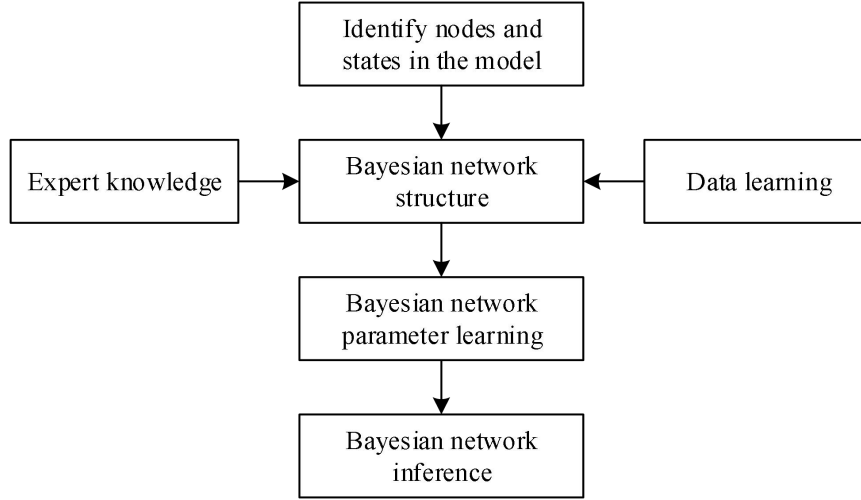 Identify nodes and
states in the model
Expert knowledge
Bayesian network
structure
Data learning
Bayesian network
parameter learning
Bayesian network
inference